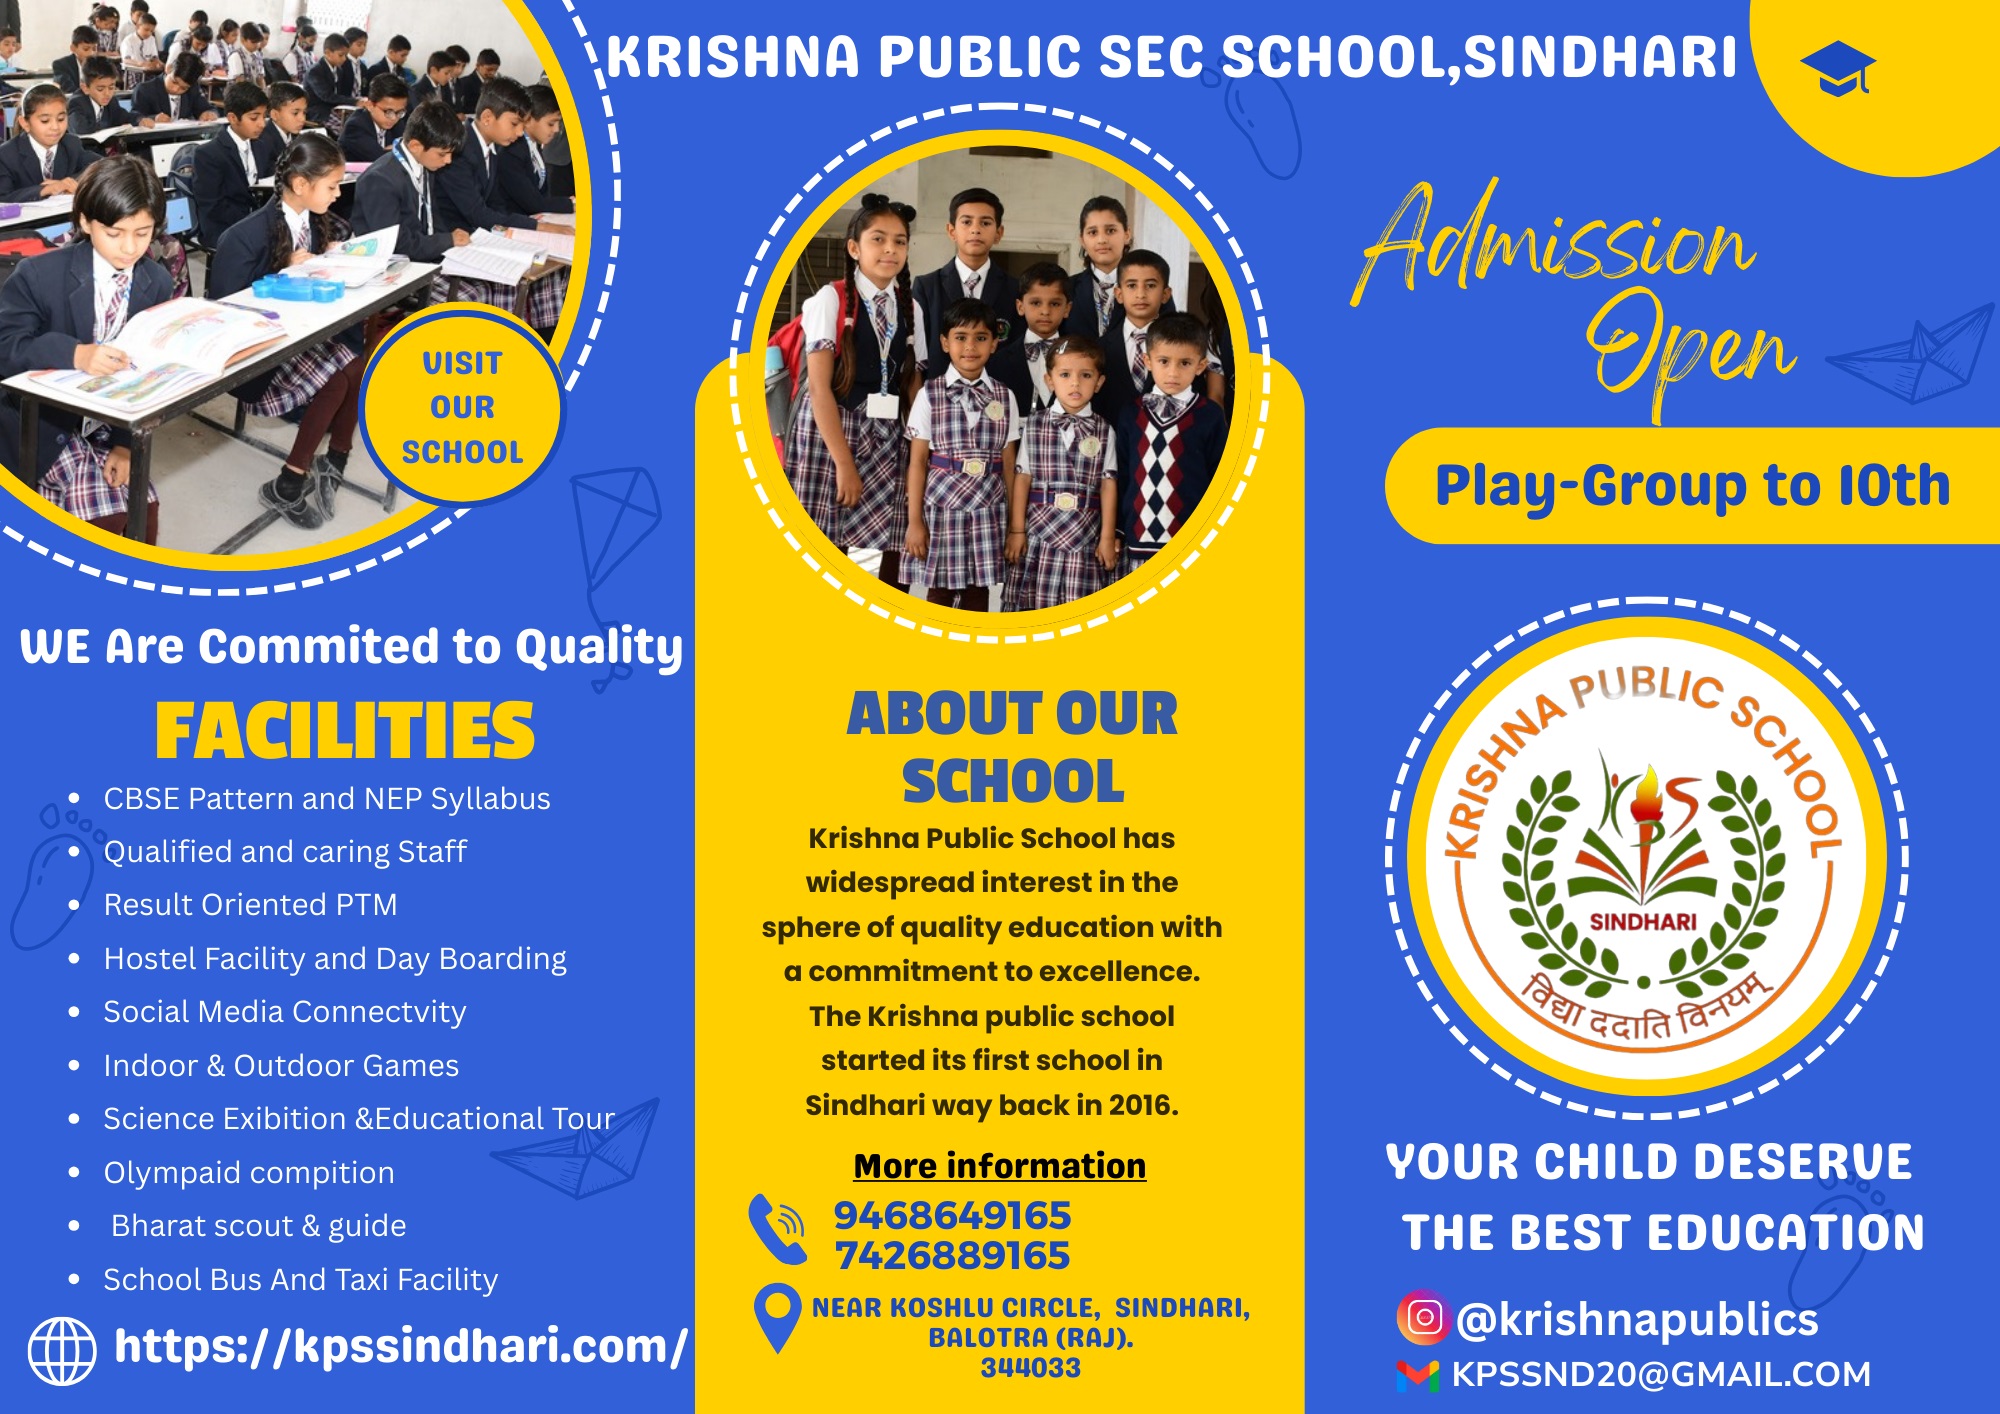 KRISHNA PUBLIC SEC SCHOOL,SINDHARI
VISIT
OUR
SCHOOL
WE Are Commited to Quality
FACILITIES
• CBSE Pattern and NEP Syllabus
• Qualified and caring Staff
• Result Oriented PTM
• Hostel Facility and Day Boarding
• Social Media Connectvity
• Indoor & Outdoor Games
• Science Exibition &Educational Tour
• Olympaid compition
• Bharat scout & guide
• School Bus And Taxi Facility
https://kpssindhari.com/
ABOUT OUR
SCHOOL
Krishna Public School has
widespread interest in the
sphere of quality education with
a commitment to excellence.
The Krishna public school
started its first school in
Sindhari way back in 2016.
More information
9468649165
7426889165
NEAR KOSHLU CIRCLE, SINDHARI,
BALOTRA (RAJ).
344033
Admission
Open
Play-Group to 10th
KRISHNA PUBLIC SCHOOL
KPS
SINDHARI
विद्या ददाति विनयम्
YOUR CHILD DESERVE
THE BEST EDUCATION
@krishnapublics
KPSSND20@GMAIL.COM